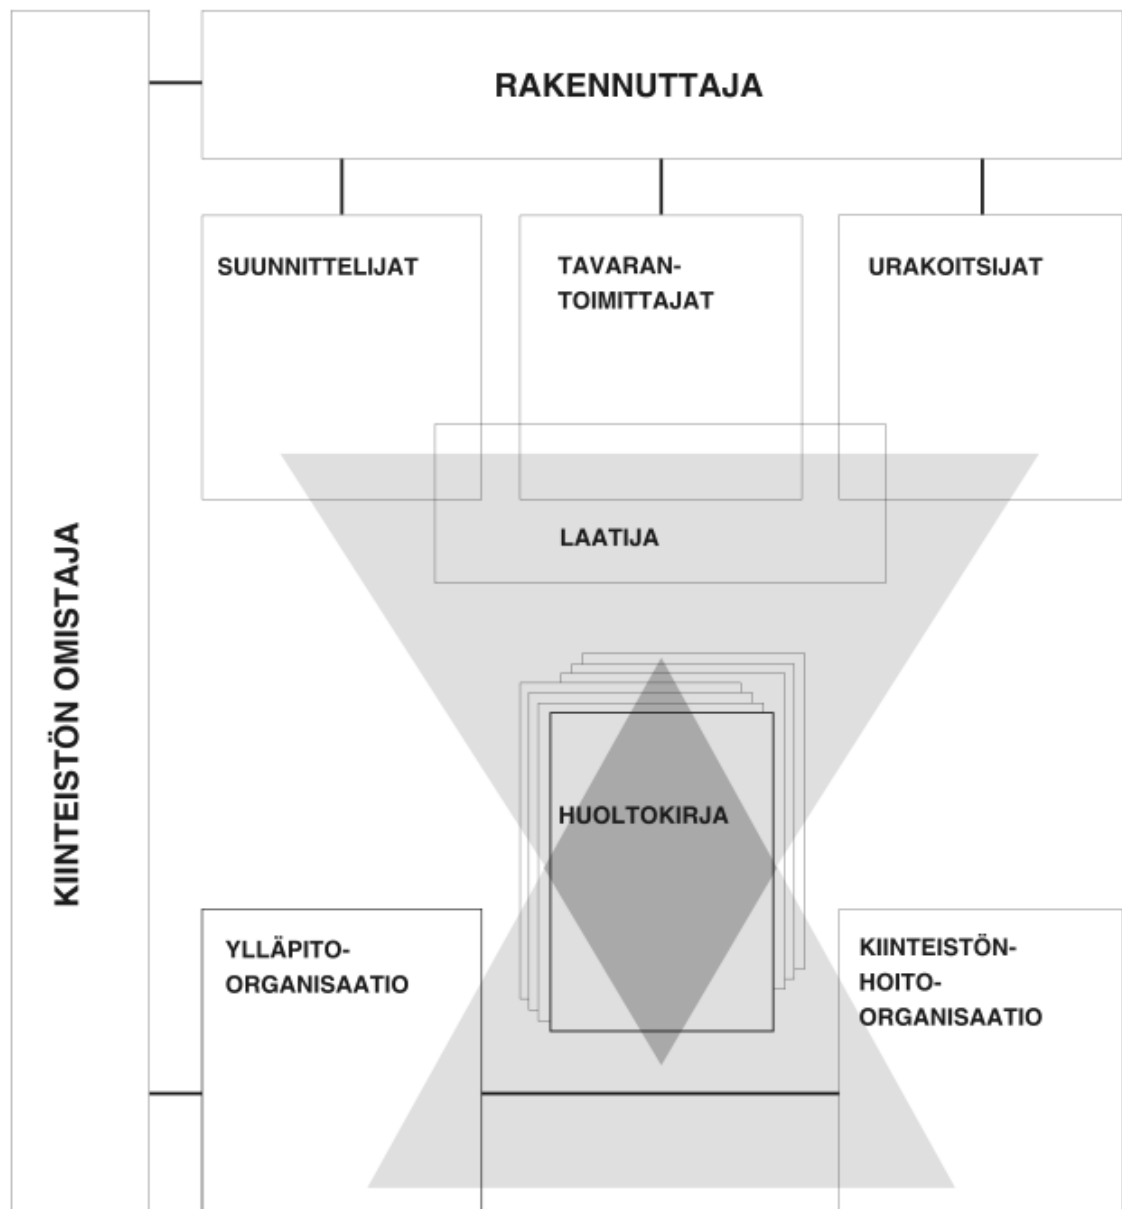 RAKENNUTTAJA
SUUNNITTELIJAT
TAVARAN-
TOIMITTAJAT
URAKOITSIJAT
LAATIJA
KIINTEISTÖN OMISTAJA
HUOLTOKIRJA
YLLÄPITO-
ORGANISAATIO
KIINTEISTÖN-
HOITO-
ORGANISAATIO